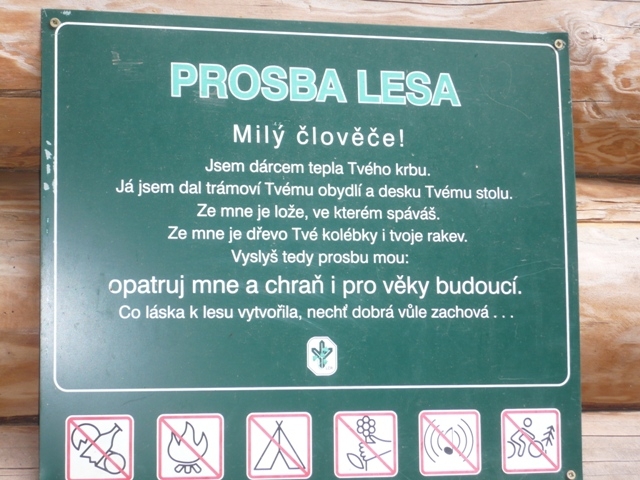 PROSBA LESA
Milý člověče!
Jsem dárcem tepla Tvého krbu.
Já jsem dal trámoví Tvému obydlí a desku Tvému stolu.
Ze mne je lože, ve kterém spáváš.
Ze mne je dřevo Tvé kolébky i tvoje rakev.
Vyslyš tedy prosbu mou:
opatruj mne a chraň i pro věky budoucí.
Co láska k lesu vytvořila, nechť dobrá vůle zachová . . .